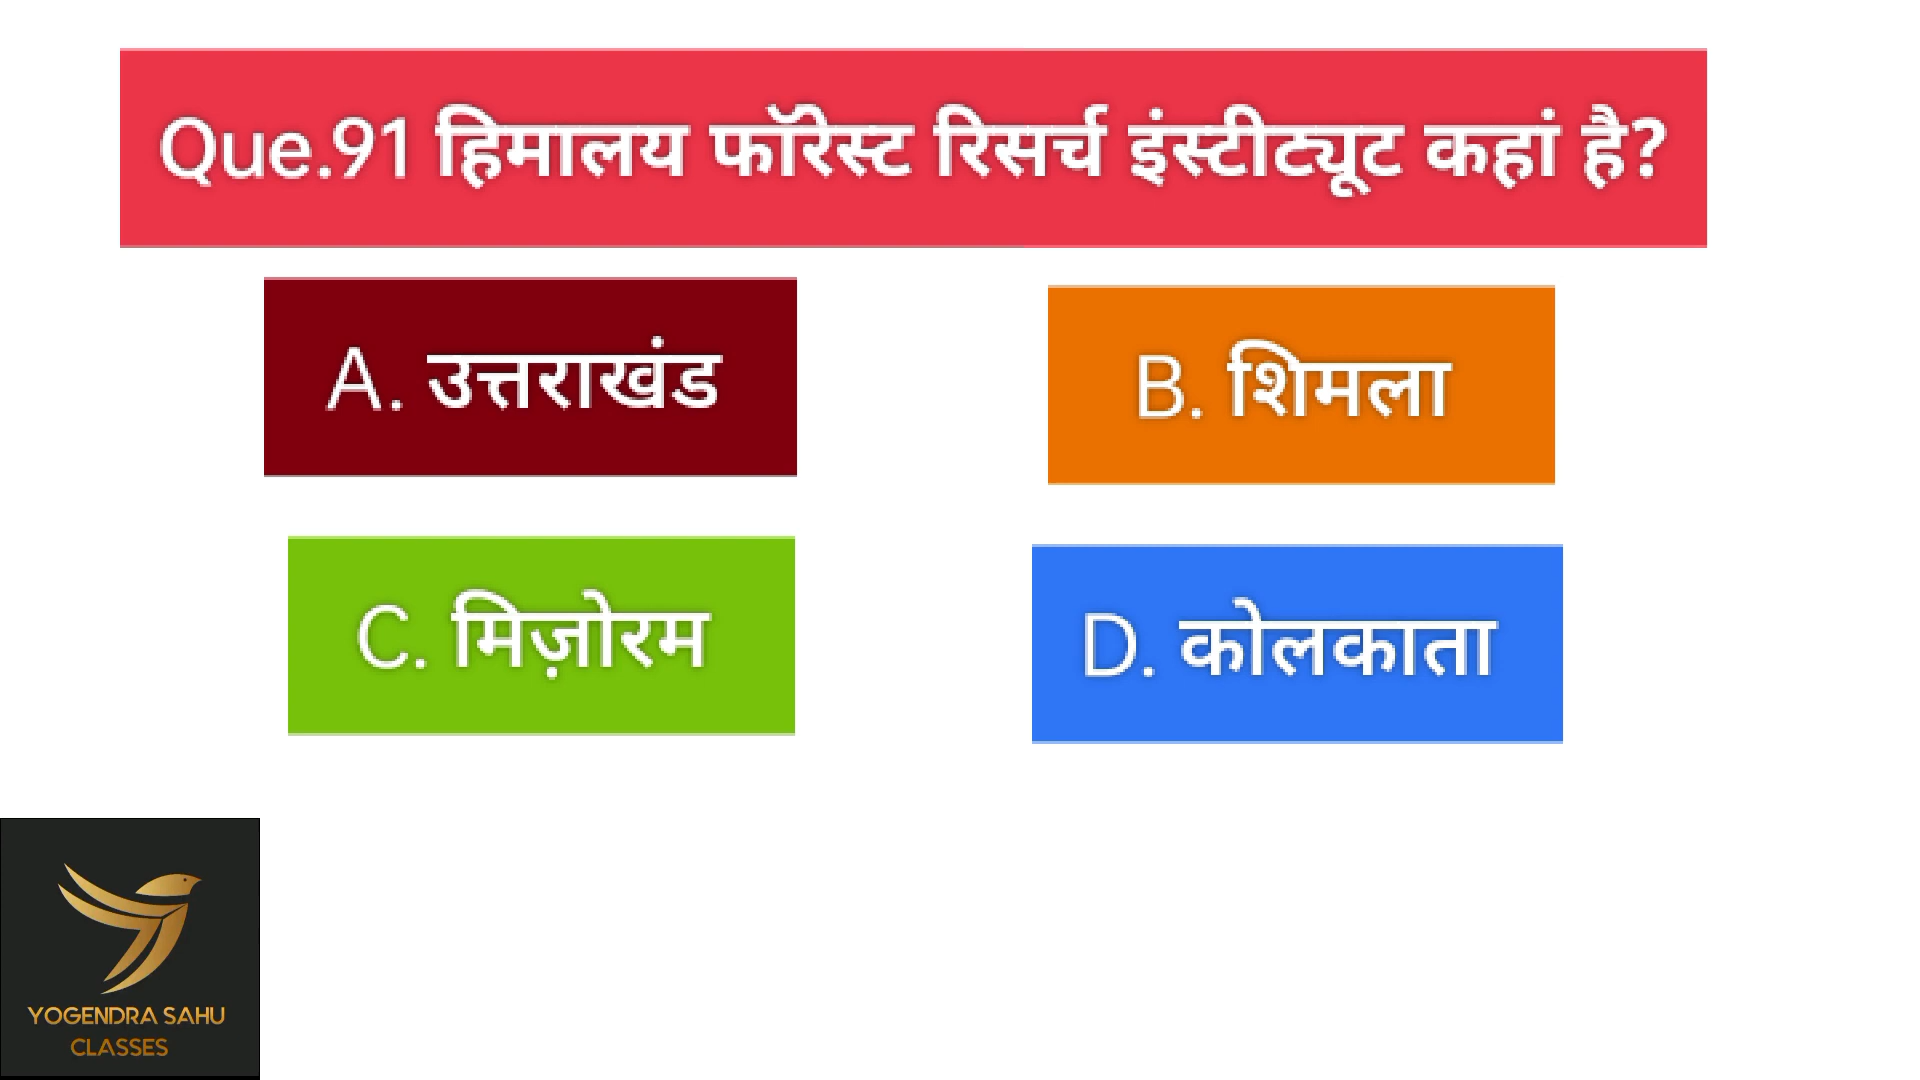 Que.91 हिमालय फॉरेस्ट रिसर्च इंस्टीट्यूट कहां है?
A. उत्तराखंड
B. शिमला
C. मिज़ोरम
D. कोलकाता
YOGENDRA SAHU
CLASSES